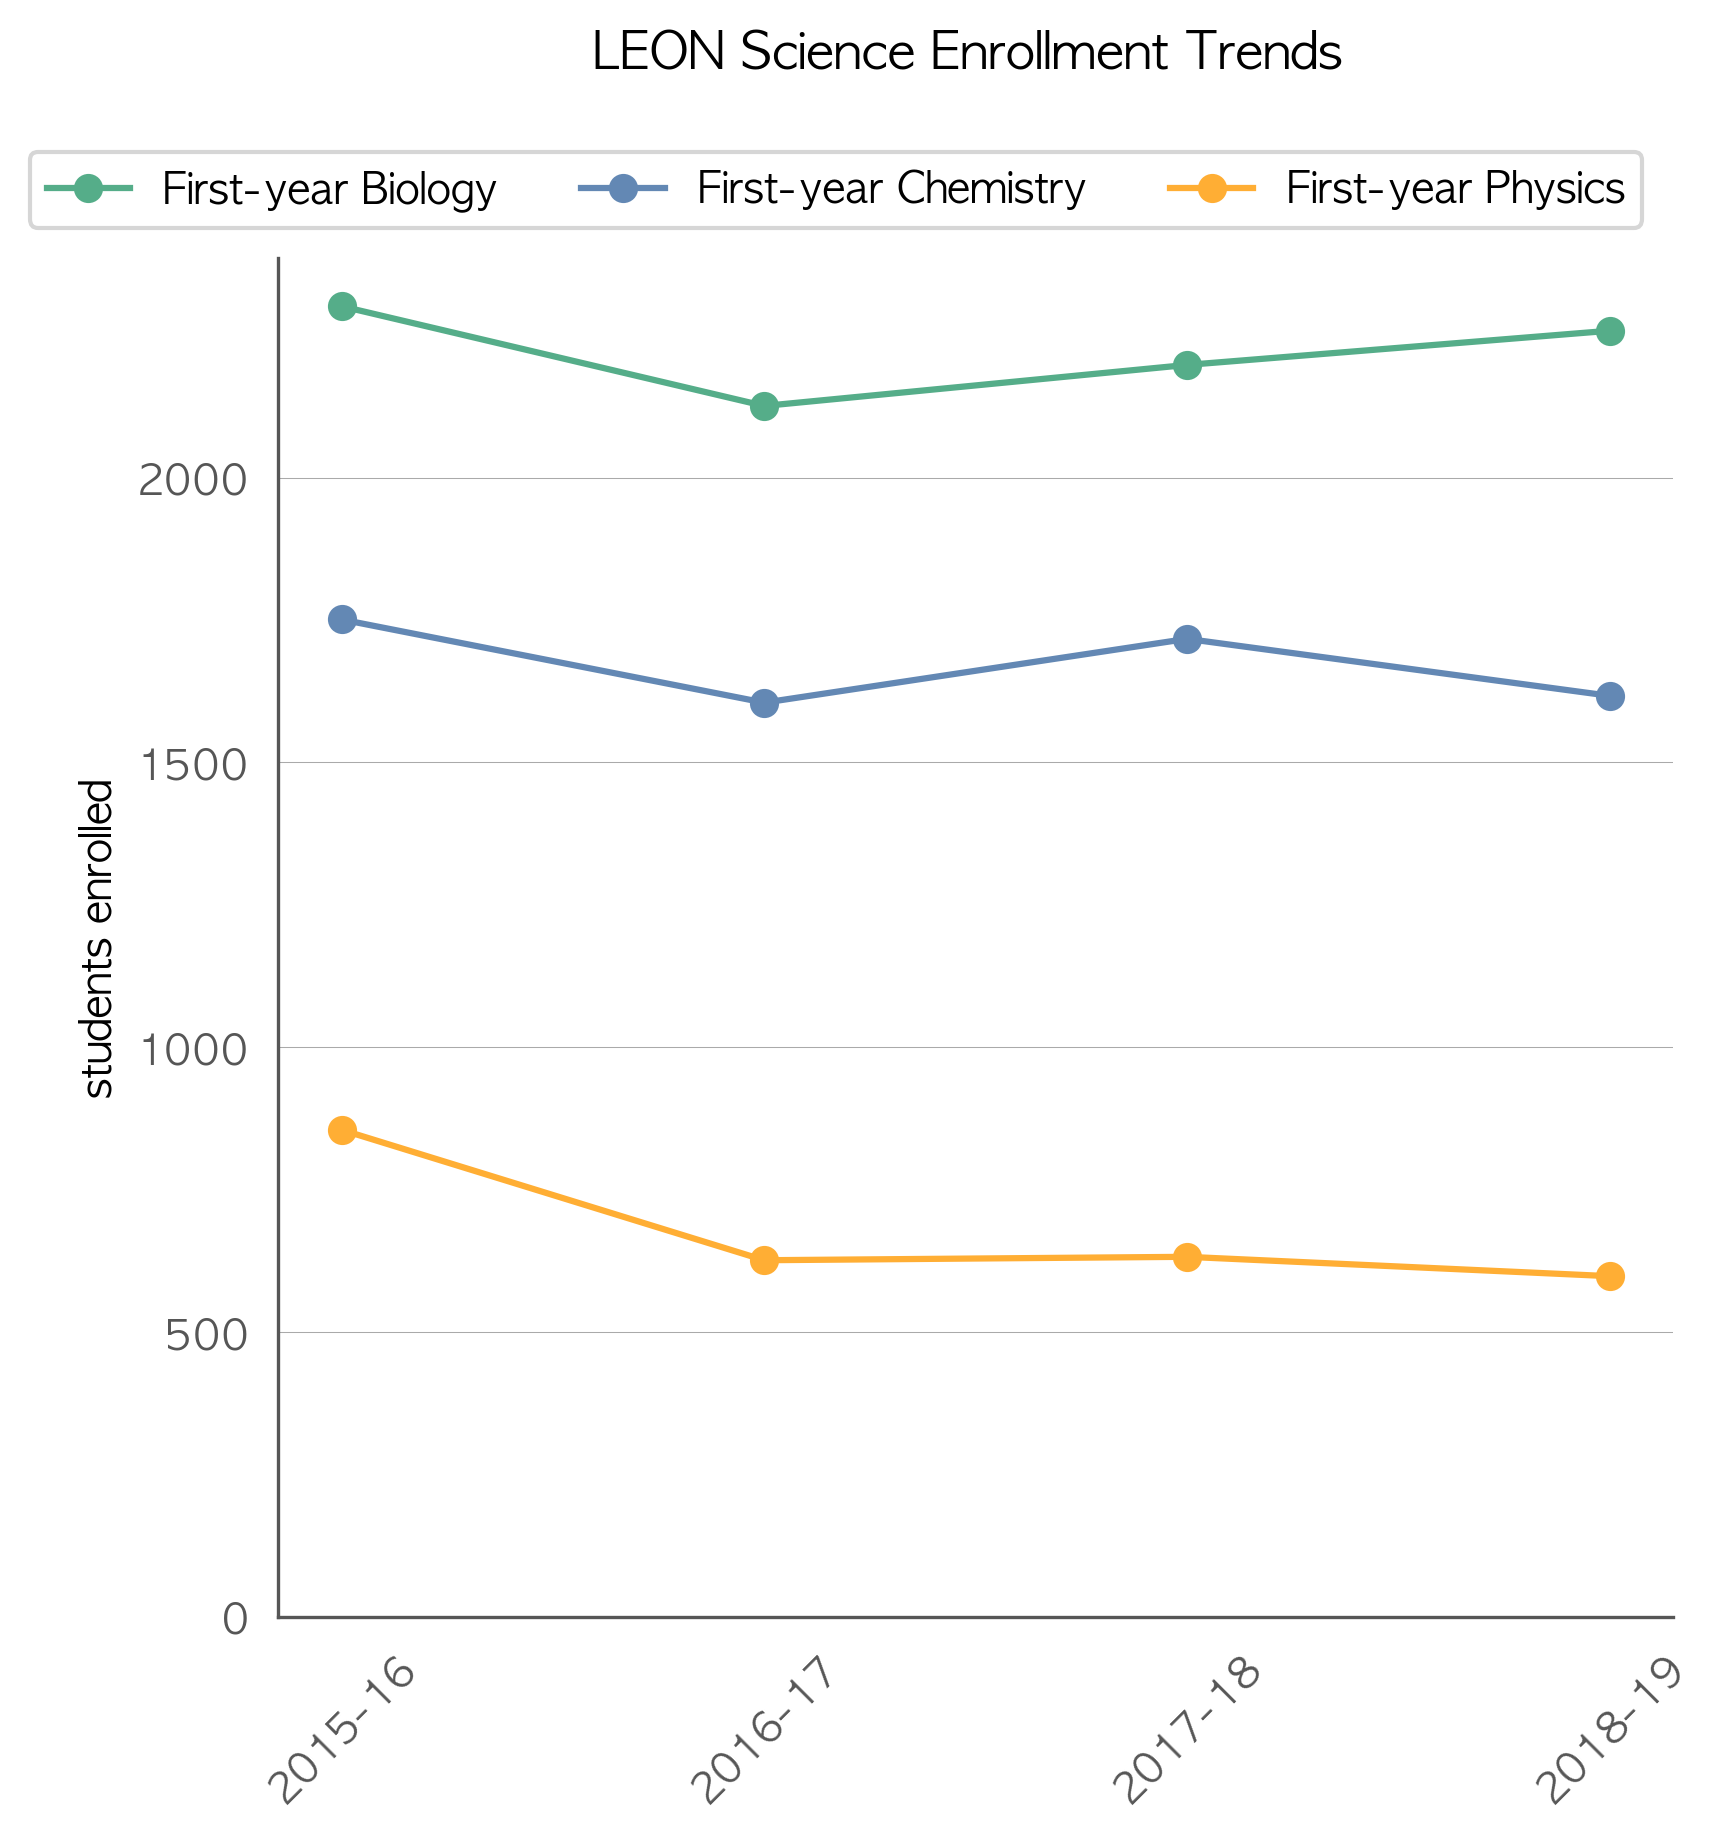 LEON Science Enrollment Trends
First-year Biology First-year Chemistry First-year Physics
2000
1500
1000
500
0
students enrolled
2015-16 2016-17 2017-18 2018-19